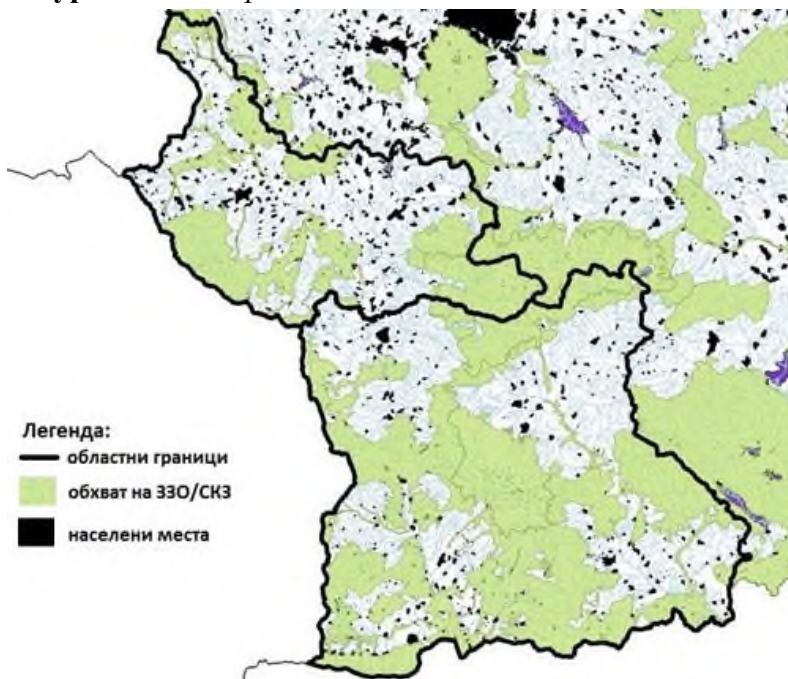 Легенда:
областни граници
обхват на ЗЗО/СКЗ
населени места